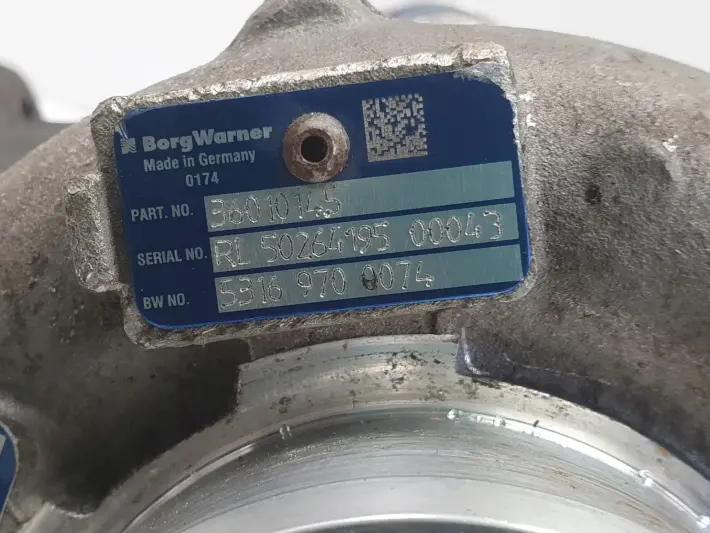 BorgWarner
Made in Germany
0174
PART. NO. 36010145
SERIAL NO. RL 50264195 00043
BW NO. 5316 970 0074